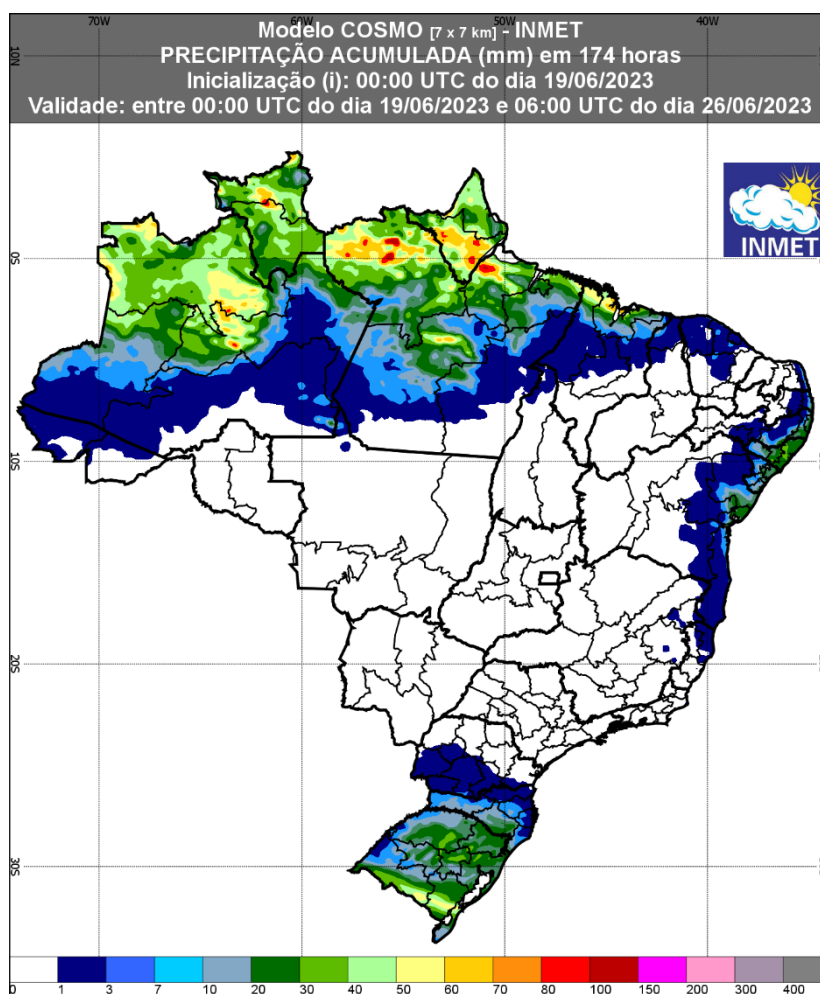 70W 60W 50W 40W
Modelo COSMO [7 x 7 km] - INMET
PRECIPITAÇÃO ACUMULADA (mm) em 174 horas
Inicialização (i): 00:00 UTC do dia 19/06/2023
Validade: entre 00:00 UTC do dia 19/06/2023 e 06:00 UTC do dia 26/06/2023
10N
INMET
0S
10S
20S
30S
0 1 3 7 10 20 30 40 50 60 70 80 100 150 200 300 400